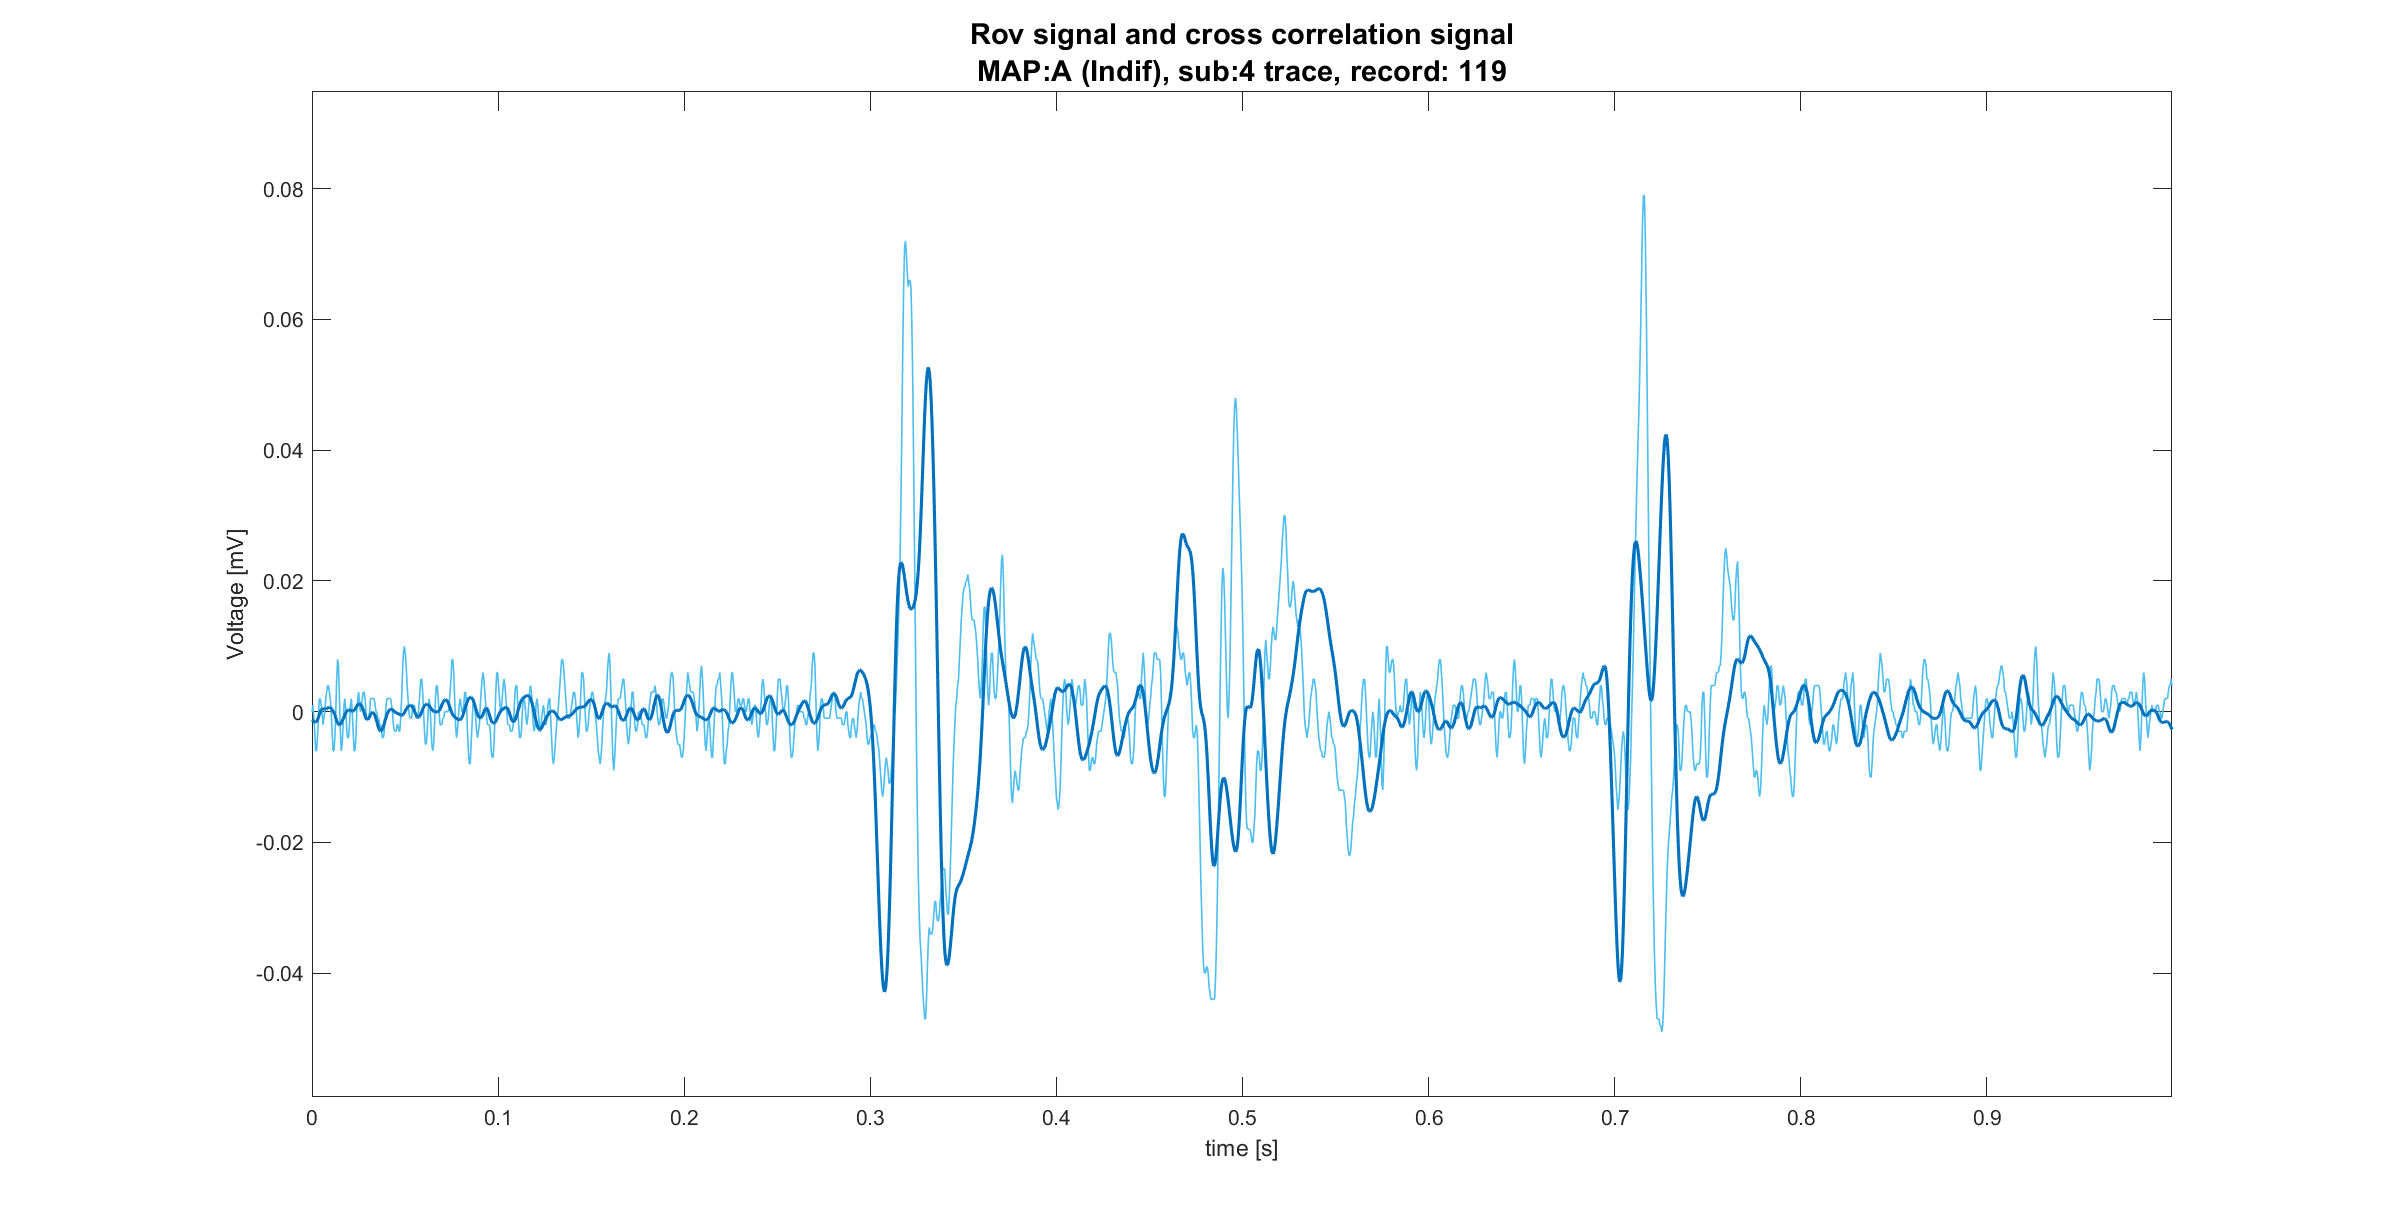 Rov signal and cross correlation signal
MAP:A (Indif), sub:4 trace, record: 119
Voltage [mV]
0.08
0.06
0.04
0.02
0
-0.02
-0.04
0 0.1 0.2 0.3 0.4 0.5 0.6 0.7 0.8 0.9
time [s]